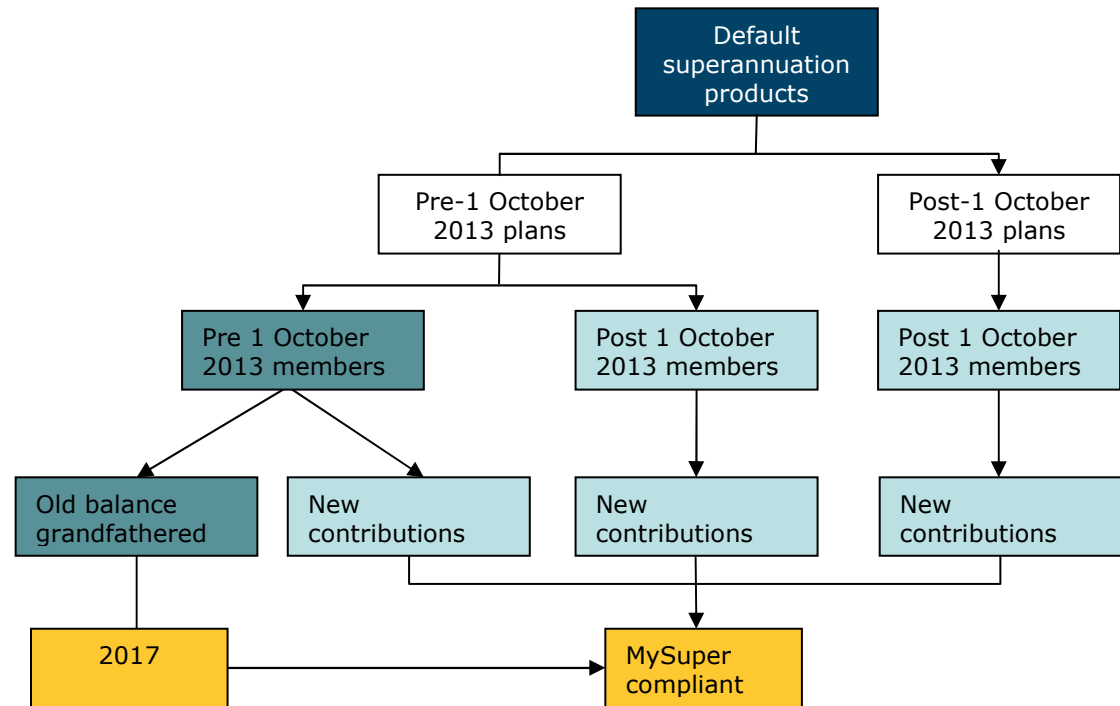 Default
superannuation
products
Pre-1 October
2013 plans
Post-1 October
2013 plans
Pre 1 October
2013 members
Post 1 October
2013 members
Post 1 October
2013 members
Old balance
grandfathered
New
contributions
New
contributions
New
contributions
2017
MySuper
compliant